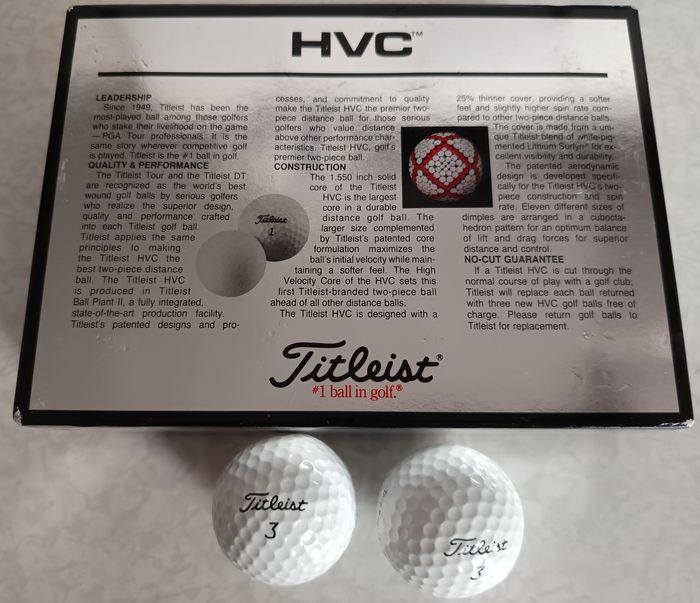 HVC™
LEADERSHIP
Since 1949, Titleist has been the
most-played ball among those golfers
who stake their livelihood on the game
—PGA Tour professionals. It is the
same story wherever competitive golf
is played. Titleist is the #1 ball in golf.
QUALITY & PERFORMANCE
The Titleist Tour and the Titleist DT
are recognized as the world's best
wound golf balls by serious golfers
who realize the superior design,
quality and performance crafted
into each Titleist golf ball.
Titleist applies the same
principles to making
the Titleist HVC the
best two-piece distance
ball. The Titleist HVC
is produced in Titleist
Ball Plant II, a fully integrated,
state-of-the-art production facility.
Titleist's patented designs and pro-
cesses, and commitment to quality
make the Titleist HVC the premier two-
piece distance ball for those serious
golfers who value distance
above other performance char-
acteristics. Titleist HVC, golf's
premier two-piece ball.
CONSTRUCTION
The 1.550 inch solid
core of the Titleist
HVC is the largest
core in a durable
distance golf ball. The
larger size complemented
by Titleist's patented core
formulation maximizes the
ball's initial velocity while main-
taining a softer feel. The High
Velocity Core of the HVC sets this
first Titleist-branded two-piece ball
ahead of all other distance balls.
The Titleist HVC is designed with a
25% thinner cover, providing a softer
feel and slightly higher spin rate com-
pared to other two-piece distance balls.
The cover is made from a uni-
que Titleist blend of white-pig-
mented Lithium Surlyn® for ex-
cellent visibility and durability.
The patented aerodynamic
design is developed specifi-
cally for the Titleist HVC's two-
piece construction and spin
rate. Eleven different sizes of
dimples are arranged in a cubocta-
hedron pattern for an optimum balance
of lift and drag forces for superior
distance and control.
NO-CUT GUARANTEE
If a Titleist HVC is cut through the
normal course of play with a golf club,
Titleist will replace each ball returned
with three new HVC golf balls free of
charge. Please return golf balls to
Titleist for replacement.
Titleist
1
Titleist®
#1 ball in golf.®
Titleist
3
Titleist
3